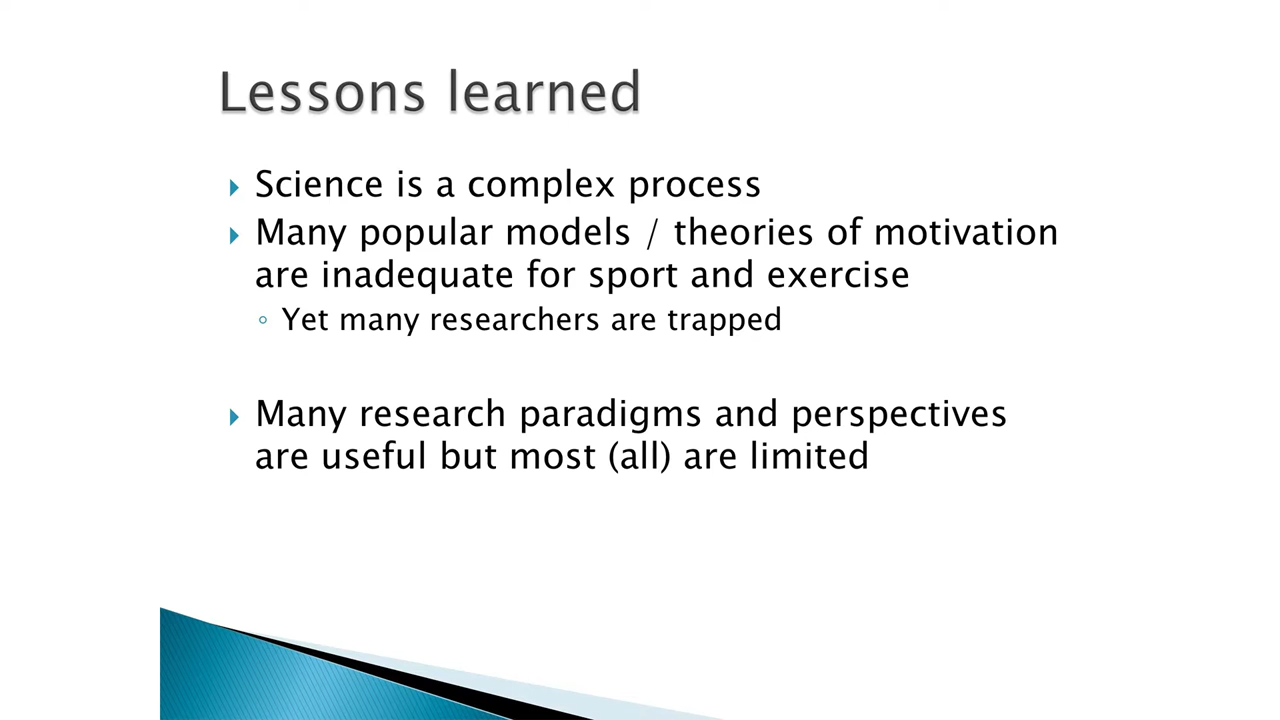 Lessons learned
Science is a complex process
Many popular models / theories of motivation
are inadequate for sport and exercise
Yet many researchers are trapped
Many research paradigms and perspectives
are useful but most (all) are limited